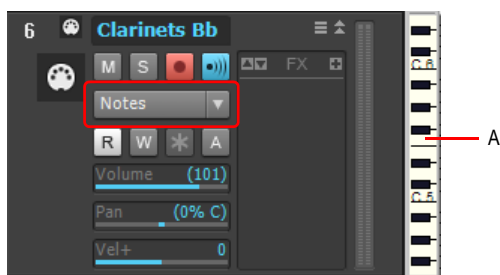 6 Clarinets Bb
M S FX
C 6
Notes
A
R W * A
Volume (101)
C 5
Pan (0% C)
Vel+ 0